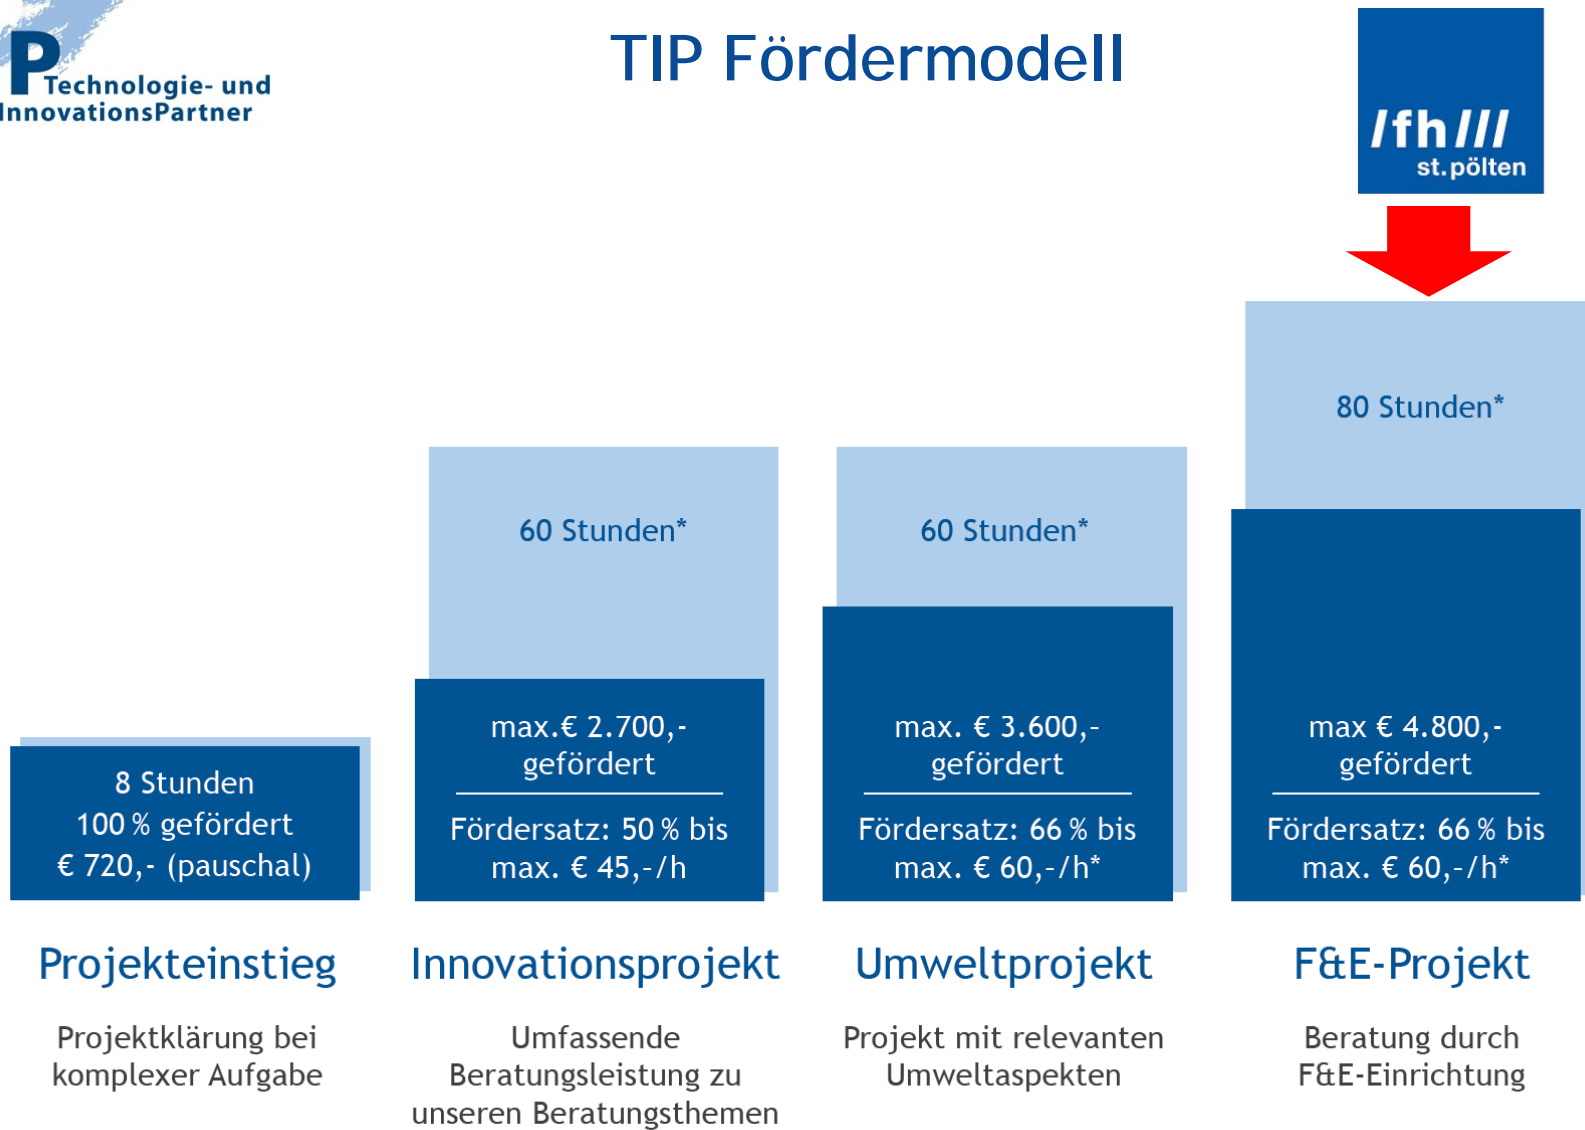 P
Technologie- und
InnovationsPartner
TIP Fördermodell
/fh///
st.pölten
80 Stunden*
60 Stunden*
60 Stunden*
8 Stunden
100 % gefördert
€ 720,- (pauschal)
max.€ 2.700,-
gefördert
Fördersatz: 50 % bis
max. € 45,-/h
max. € 3.600,-
gefördert
Fördersatz: 66 % bis
max. € 60,-/h*
max € 4.800,-
gefördert
Fördersatz: 66 % bis
max. € 60,-/h*
Projekteinstieg
Projektklärung bei
komplexer Aufgabe
Innovationsprojekt
Umfassende
Beratungsleistung zu
unseren Beratungsthemen
Umweltprojekt
Projekt mit relevanten
Umweltaspekten
F&E-Projekt
Beratung durch
F&E-Einrichtung